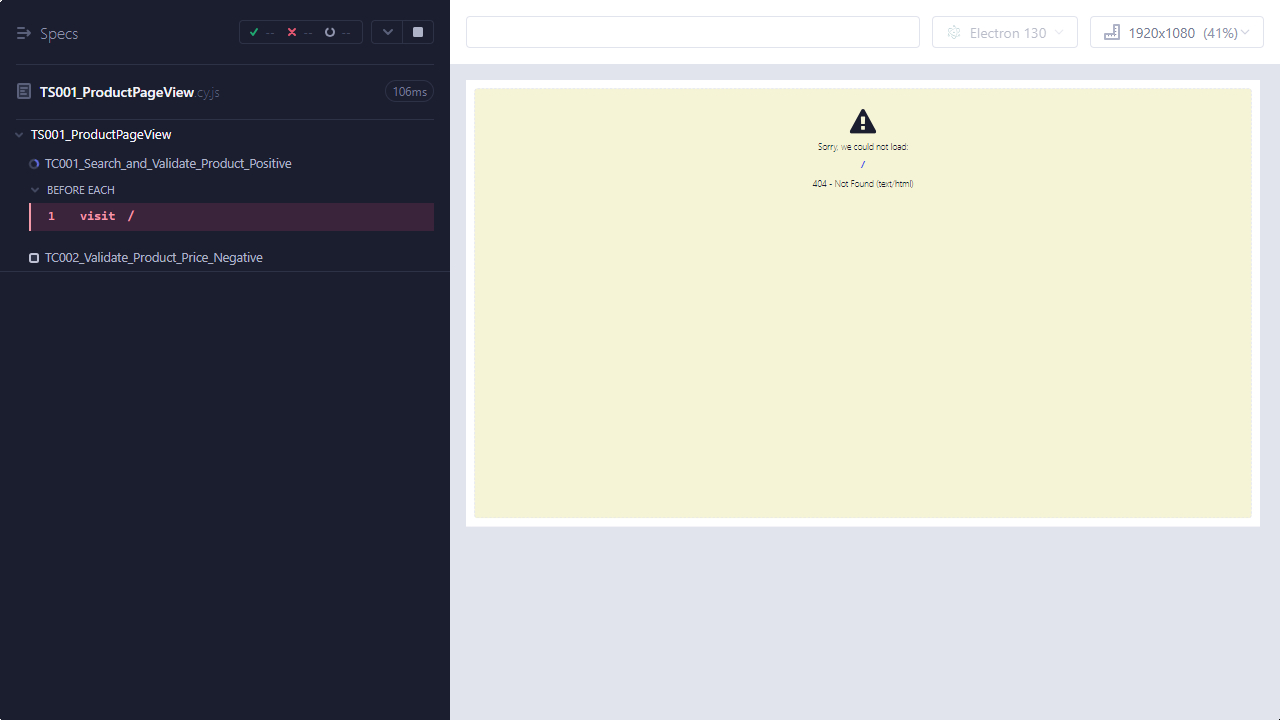 Specs
-- -- --
TS001_ProductPageView.cy.js 106ms
TS001_ProductPageView
TC001_Search_and_Validate_Product_Positive
BEFORE EACH
1 visit /
TC002_Validate_Product_Price_Negative
Electron 130
1920x1080 (41%)
Sorry, we could not load:
/
404 - Not Found (text/html)